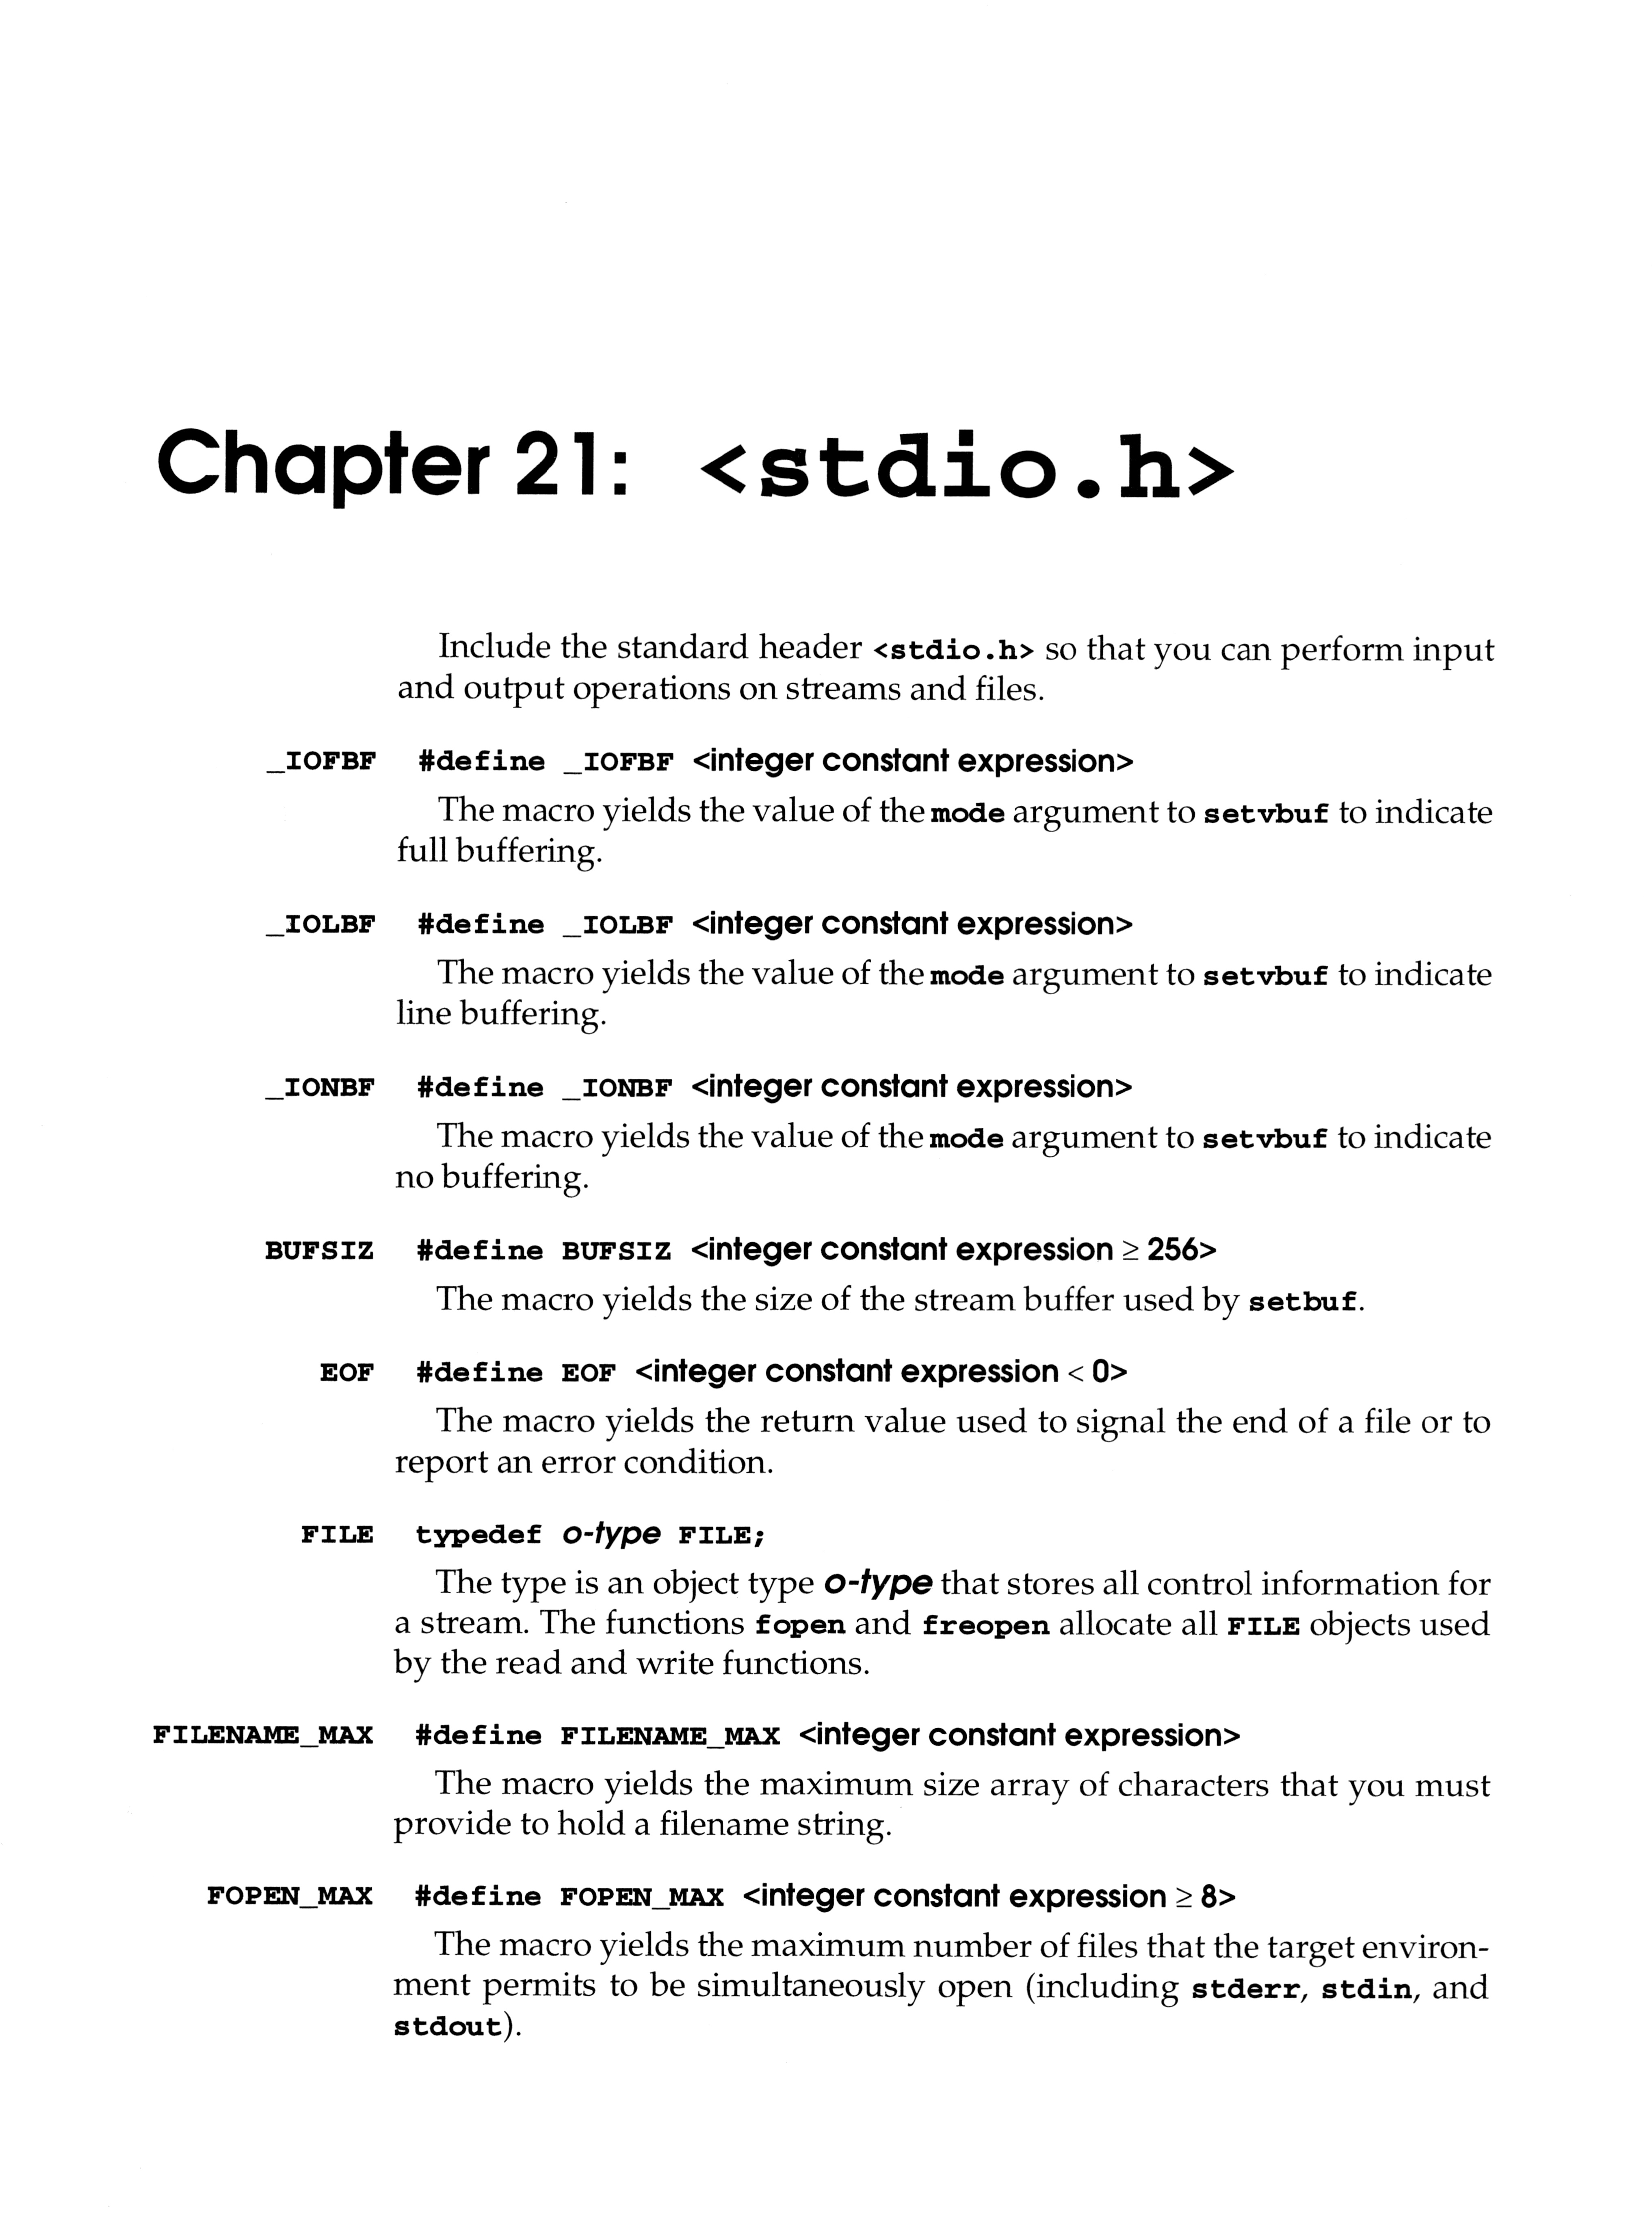 Chapter 21: <stdio.h>
Include the standard header <stdio.h> so that you can perform input
and output operations on streams and files.
_IOFBF #define _IOFBF <integer constant expression>
The macro yields the value of the mode argument to setvbuf to indicate
full buffering.
_IOLBF #define _IOLBF <integer constant expression>
The macro yields the value of the mode argument to setvbuf to indicate
line buffering.
_IONBF #define _IONBF <integer constant expression>
The macro yields the value of the mode argument to setvbuf to indicate
no buffering.
BUFSIZ #define BUFSIZ <integer constant expression ≥ 256>
The macro yields the size of the stream buffer used by setbuf.
EOF #define EOF <integer constant expression < 0>
The macro yields the return value used to signal the end of a file or to
report an error condition.
FILE typedef o-type FILE;
The type is an object type o-type that stores all control information for
a stream. The functions fopen and freopen allocate all FILE objects used
by the read and write functions.
FILENAME_MAX #define FILENAME_MAX <integer constant expression>
The macro yields the maximum size array of characters that you must
provide to hold a filename string.
FOPEN_MAX #define FOPEN_MAX <integer constant expression ≥ 8>
The macro yields the maximum number of files that the target environ-
ment permits to be simultaneously open (including stderr, stdin, and
stdout).